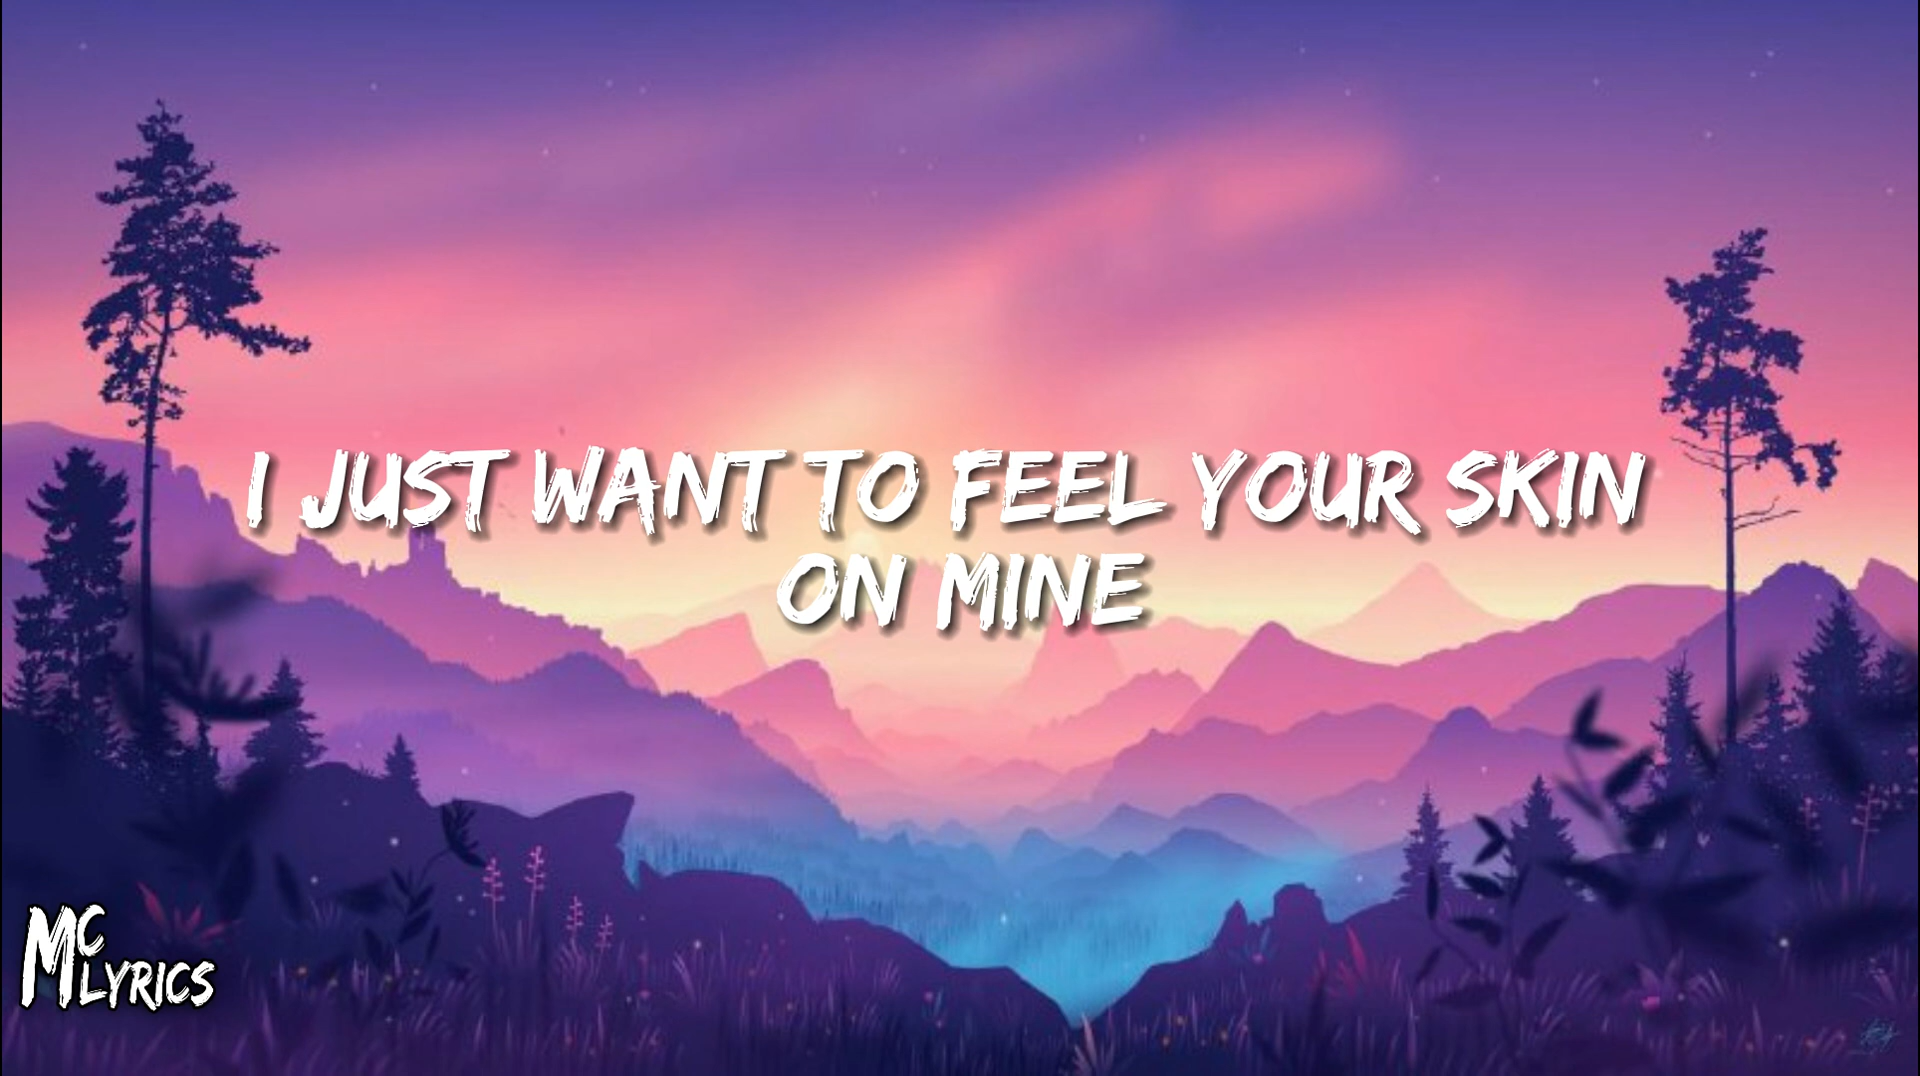 I JUST WANT TO FEEL YOUR SKIN
ON MINE
MC
LYRICS